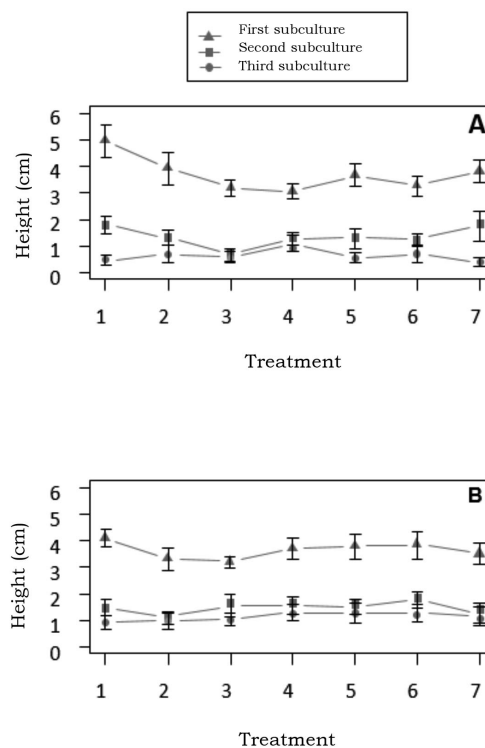 First subculture
Second subculture
Third subculture
A
6
5
4
3
2
1
0
Height (cm)
1 2 3 4 5 6 7
Treatment
B
6
5
4
3
2
1
0
Height (cm)
1 2 3 4 5 6 7
Treatment